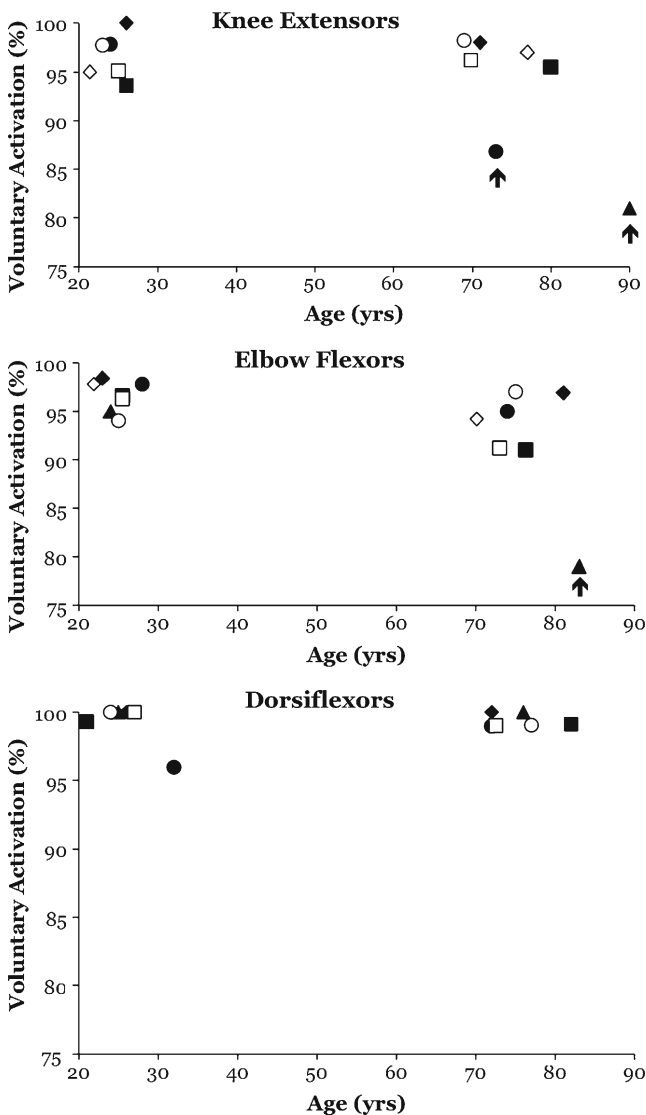 Knee Extensors
Voluntary Activation (%)
100
95
90
85
80
75
20 30 40 50 60 70 80 90
Age (yrs)
Elbow Flexors
Voluntary Activation (%)
100
95
90
85
80
75
20 30 40 50 60 70 80 90
Age (yrs)
Dorsiflexors
Voluntary Activation (%)
100
95
90
85
80
75
20 30 40 50 60 70 80 90
Age (yrs)